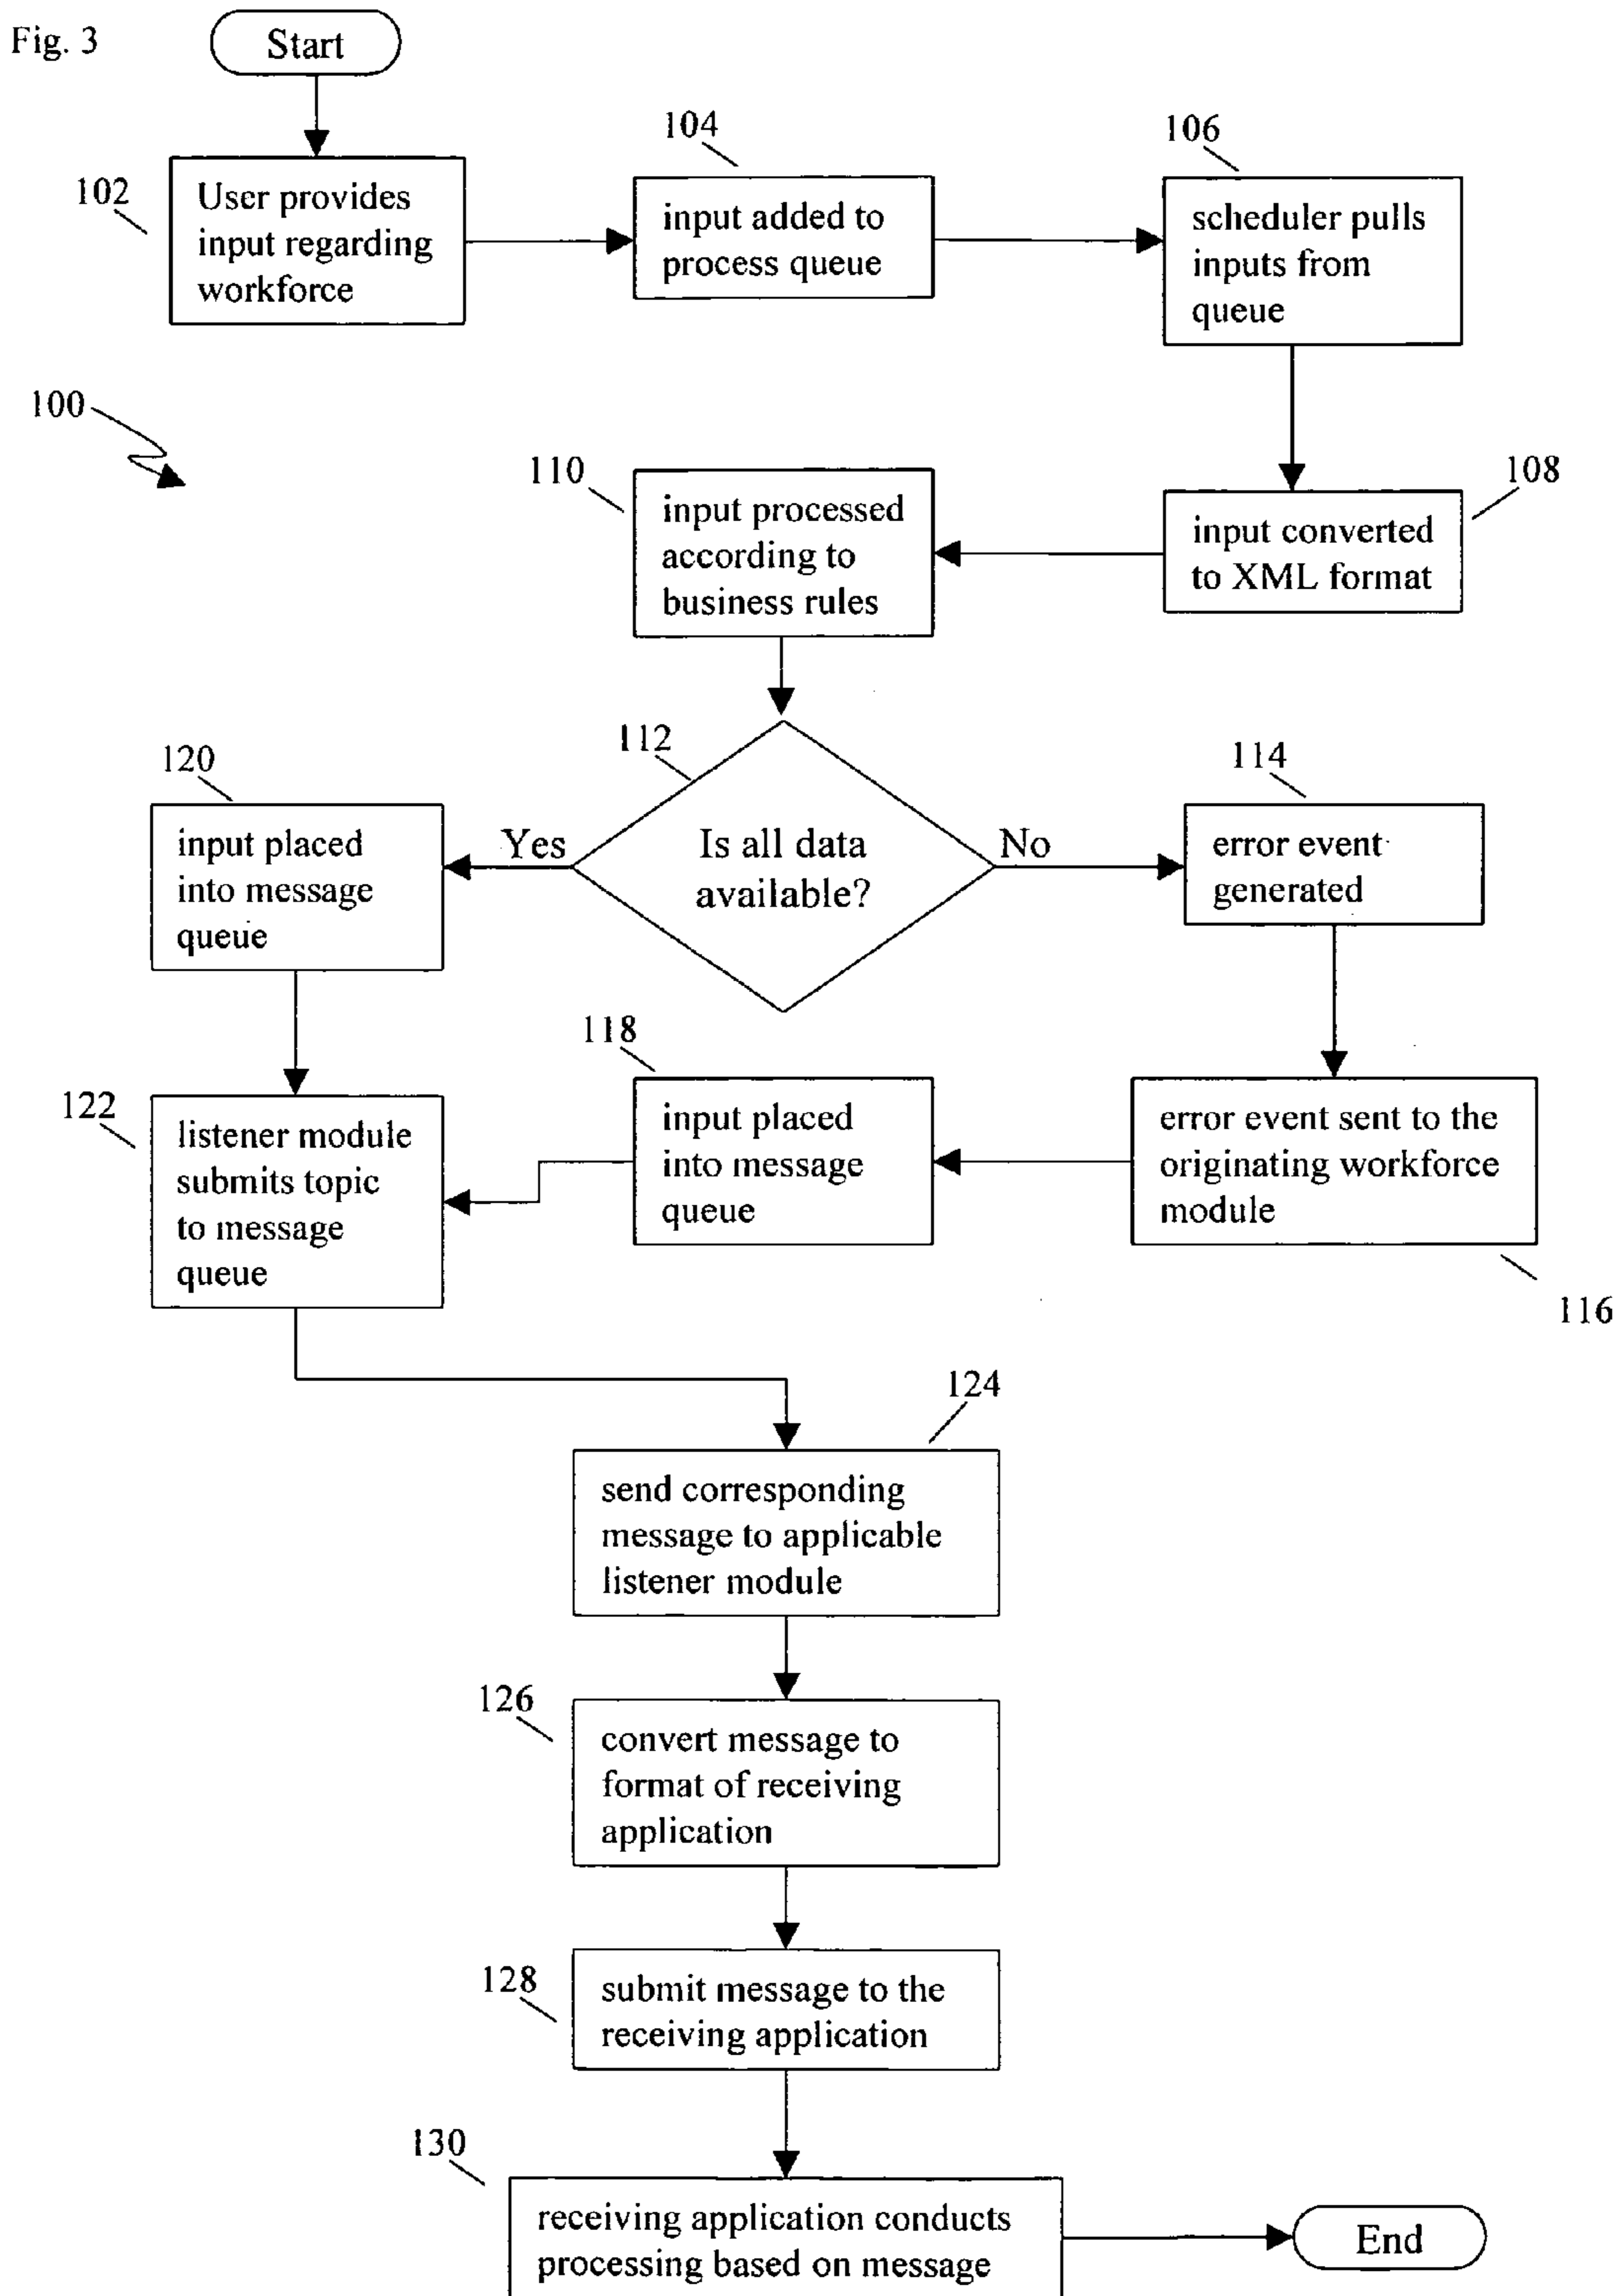 Fig. 3
Start
102
User provides
input regarding
workforce
104
input added to
process queue
106
scheduler pulls
inputs from
queue
100
108
input converted
to XML format
110
input processed
according to
business rules
112
Is all data
available?
Yes
No
114
error event
generated
120
input placed
into message
queue
116
error event sent to the
originating workforce
module
118
input placed
into message
queue
122
listener module
submits topic
to message
queue
124
send corresponding
message to applicable
listener module
126
convert message to
format of receiving
application
128
submit message to the
receiving application
130
receiving application conducts
processing based on message
End